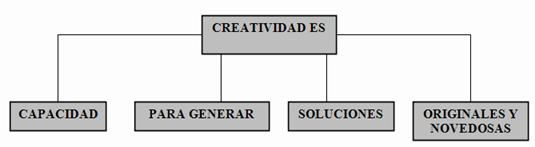 CREATIVIDAD ES
CAPACIDAD
PARA GENERAR
SOLUCIONES
ORIGINALES Y
NOVEDOSAS